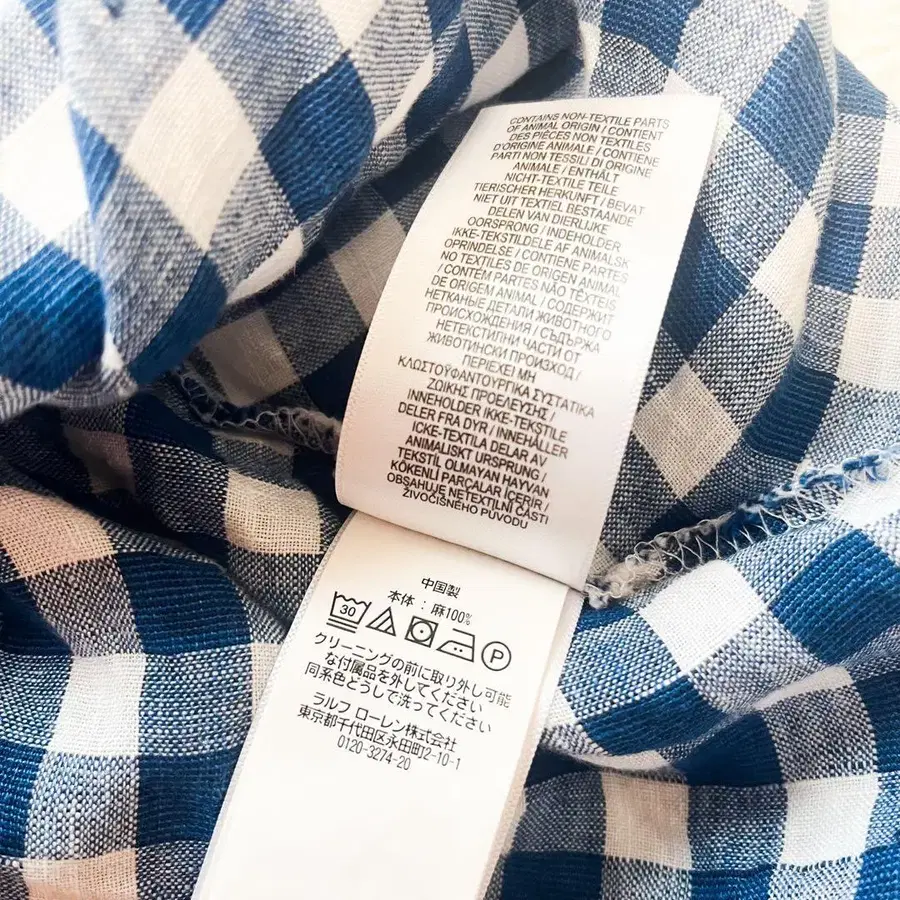 CONTAINS NON-TEXTILE PARTS
OF ANIMAL ORIGIN / CONTIENT
DES PIÈCES NON TEXTILES
D'ORIGINE ANIMALE / CONTIENE
PARTI NON TESSILI DI ORIGINE
ANIMALE / ENTHÄLT
NICHT-TEXTILE TEILE
TIERISCHER HERKUNFT / BEVAT
NIET UIT TEXTIEL BESTAANDE
DELEN VAN DIERLIJKE
OORSPRONG / INDEHOLDER
IKKE-TEKSTILDELE AF ANIMALSK
OPRINDELSE / CONTIENE PARTES
NO TEXTILES DE ORIGEN ANIMAL
/ CONTÉM PARTES NÃO TÊXTEIS
DE ORIGEM ANIMAL / СОДЕРЖИТ
НЕТКАНЫЕ ДЕТАЛИ ЖИВОТНОГО
ПРОИСХОЖДЕНИЯ / СЪДЪРЖА
НЕТЕКСТИЛНИ ЧАСТИ ОТ
ЖИВОТИНСКИ ПРОИЗХОД /
ΠΕΡΙΕΧΕΙ ΜΗ
ΚΛΩΣΤΟΫΦΑΝΤΟΥΡΓΙΚΑ ΣΥΣΤΑΤΙΚΑ
ΖΩΙΚΗΣ ΠΡΟΕΛΕΥΣΗΣ /
INNEHOLDER IKKE-TEKSTILE
DELER FRA DYR / INNEHÅLLER
ICKE-TEXTILA DELAR AV
ANIMALISKT URSPRUNG /
TEKSTİL OLMAYAN HAYVAN
KÖKENLİ PARÇALAR İÇERİR /
OBSAHUJE NETEXTILNÍ ČÁSTI
ŽIVOČIŠNÉHO PŮVODU
中国製
本体：麻100%
30 P
クリーニングの前に取り外し可能
な付属品を外してください
同系色どうしで洗ってください
ラルフ ローレン株式会社
東京都千代田区永田町2-10-1
0120-3274-20